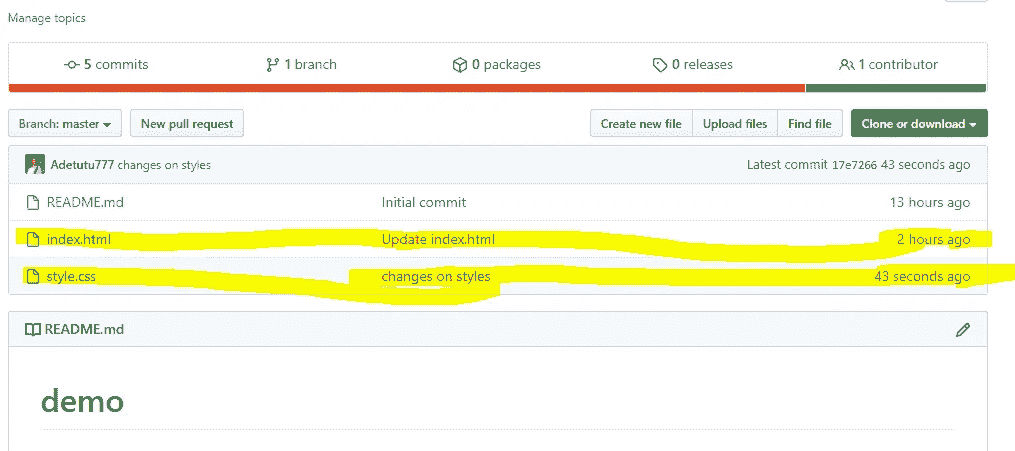 Manage topics
5 commits 1 branch 0 packages 0 releases 1 contributor
Branch: master New pull request Create new file Upload files Find file Clone or download
Adetutu777 changes on styles Latest commit 17e7266 43 seconds ago
README.md Initial commit 13 hours ago
index.html Update index.html 2 hours ago
style.css changes on styles 43 seconds ago
README.md
demo